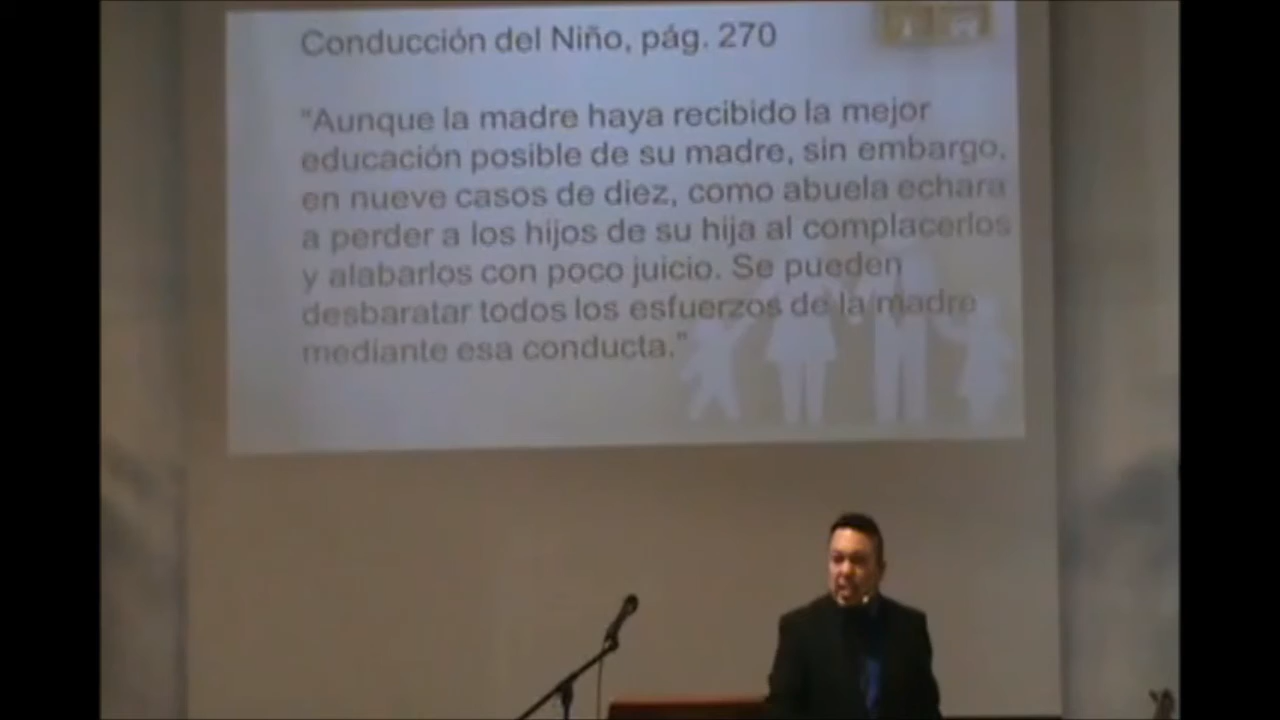 Conducción del Niño, pág. 270
“Aunque la madre haya recibido la mejor
educación posible de su madre, sin embargo,
en nueve casos de diez, como abuela echara
a perder a los hijos de su hija al complacerlos
y alabarlos con poco juicio. Se pueden
desbaratar todos los esfuerzos de la madre
mediante esa conducta.”